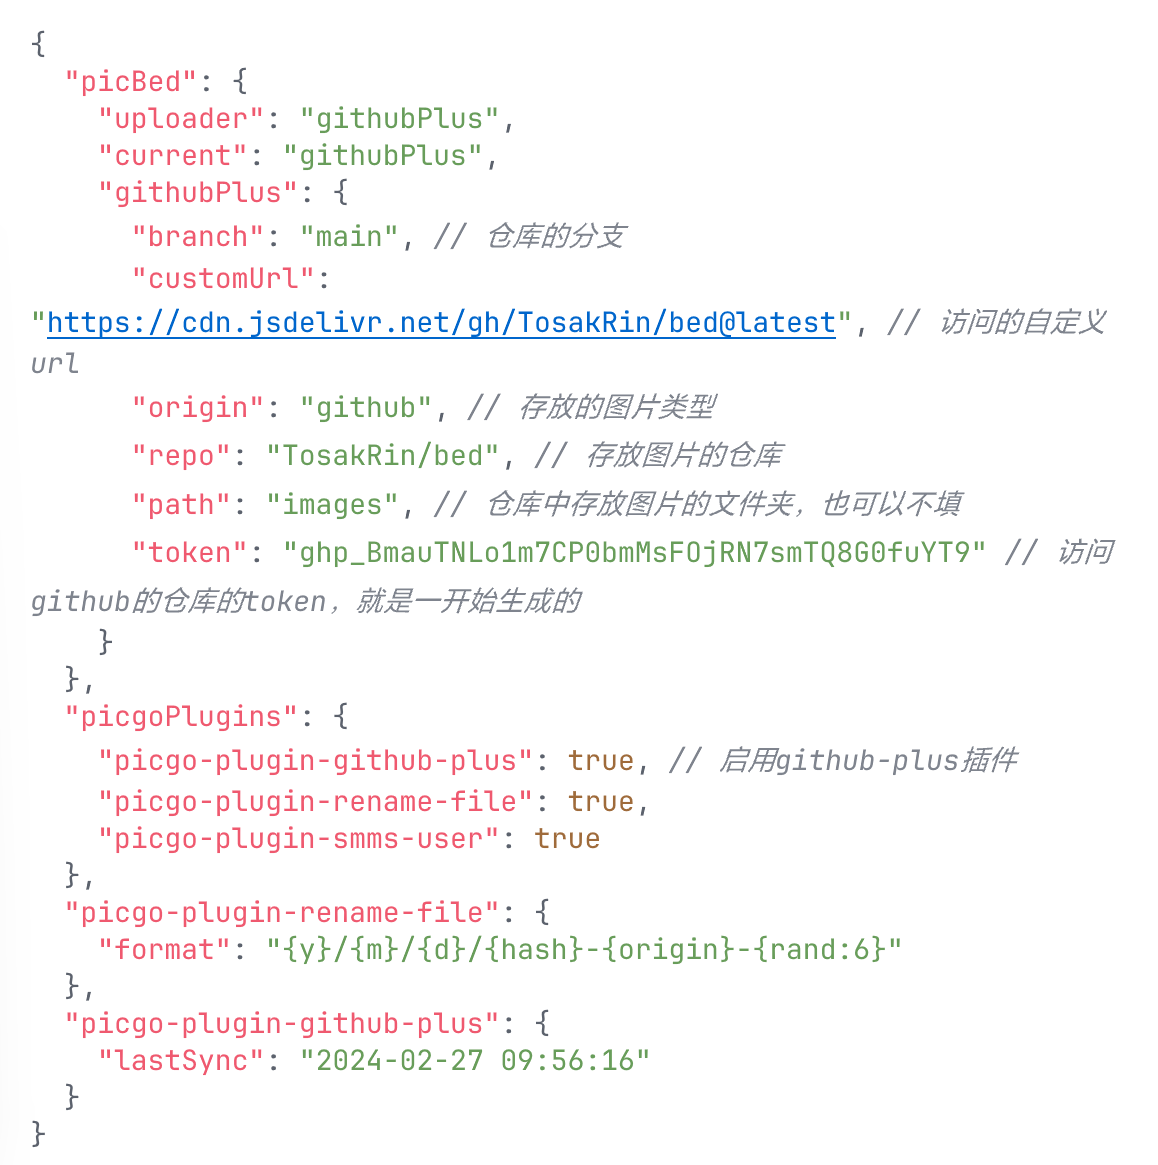 {
"picBed": {
"uploader": "githubPlus",
"current": "githubPlus",
"githubPlus": {
"branch": "main", // 仓库的分支
"customUrl":
"https://cdn.jsdelivr.net/gh/TosakRin/bed@latest", // 访问的自定义
url
"origin": "github", // 存放的图片类型
"repo": "TosakRin/bed", // 存放图片的仓库
"path": "images", // 仓库中存放图片的文件夹，也可以不填
"token": "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" // 访问
github的仓库的token，就是一开始生成的
}
},
"picgoPlugins": {
"picgo-plugin-github-plus": true, // 启用github-plus插件
"picgo-plugin-rename-file": true,
"picgo-plugin-smms-user": true
},
"picgo-plugin-rename-file": {
"format": "{y}/{m}/{d}/{hash}-{origin}-{rand:6}"
},
"picgo-plugin-github-plus": {
"lastSync": "2024-02-27 09:56:16"
}
}